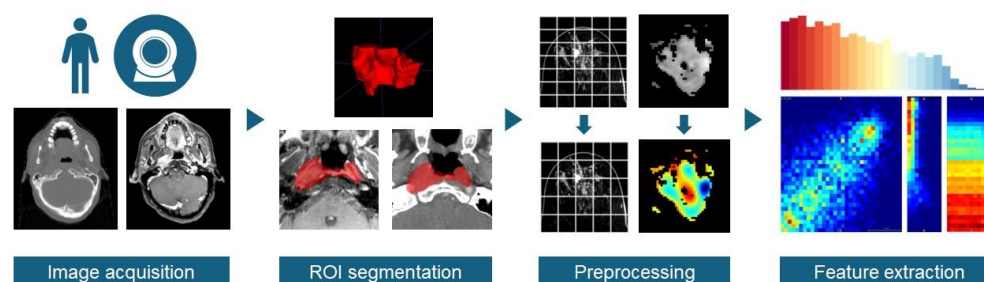 Image acquisition
ROI segmentation
Preprocessing
Feature extraction